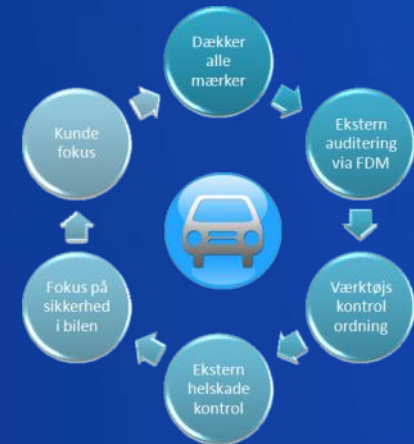 Dækker
alle
mærker
Ekstern
auditering
via FDM
Værktøjs
kontrol
ordning
Ekstern
helskade
kontrol
Fokus på
sikkerhed
i bilen
Kunde
fokus